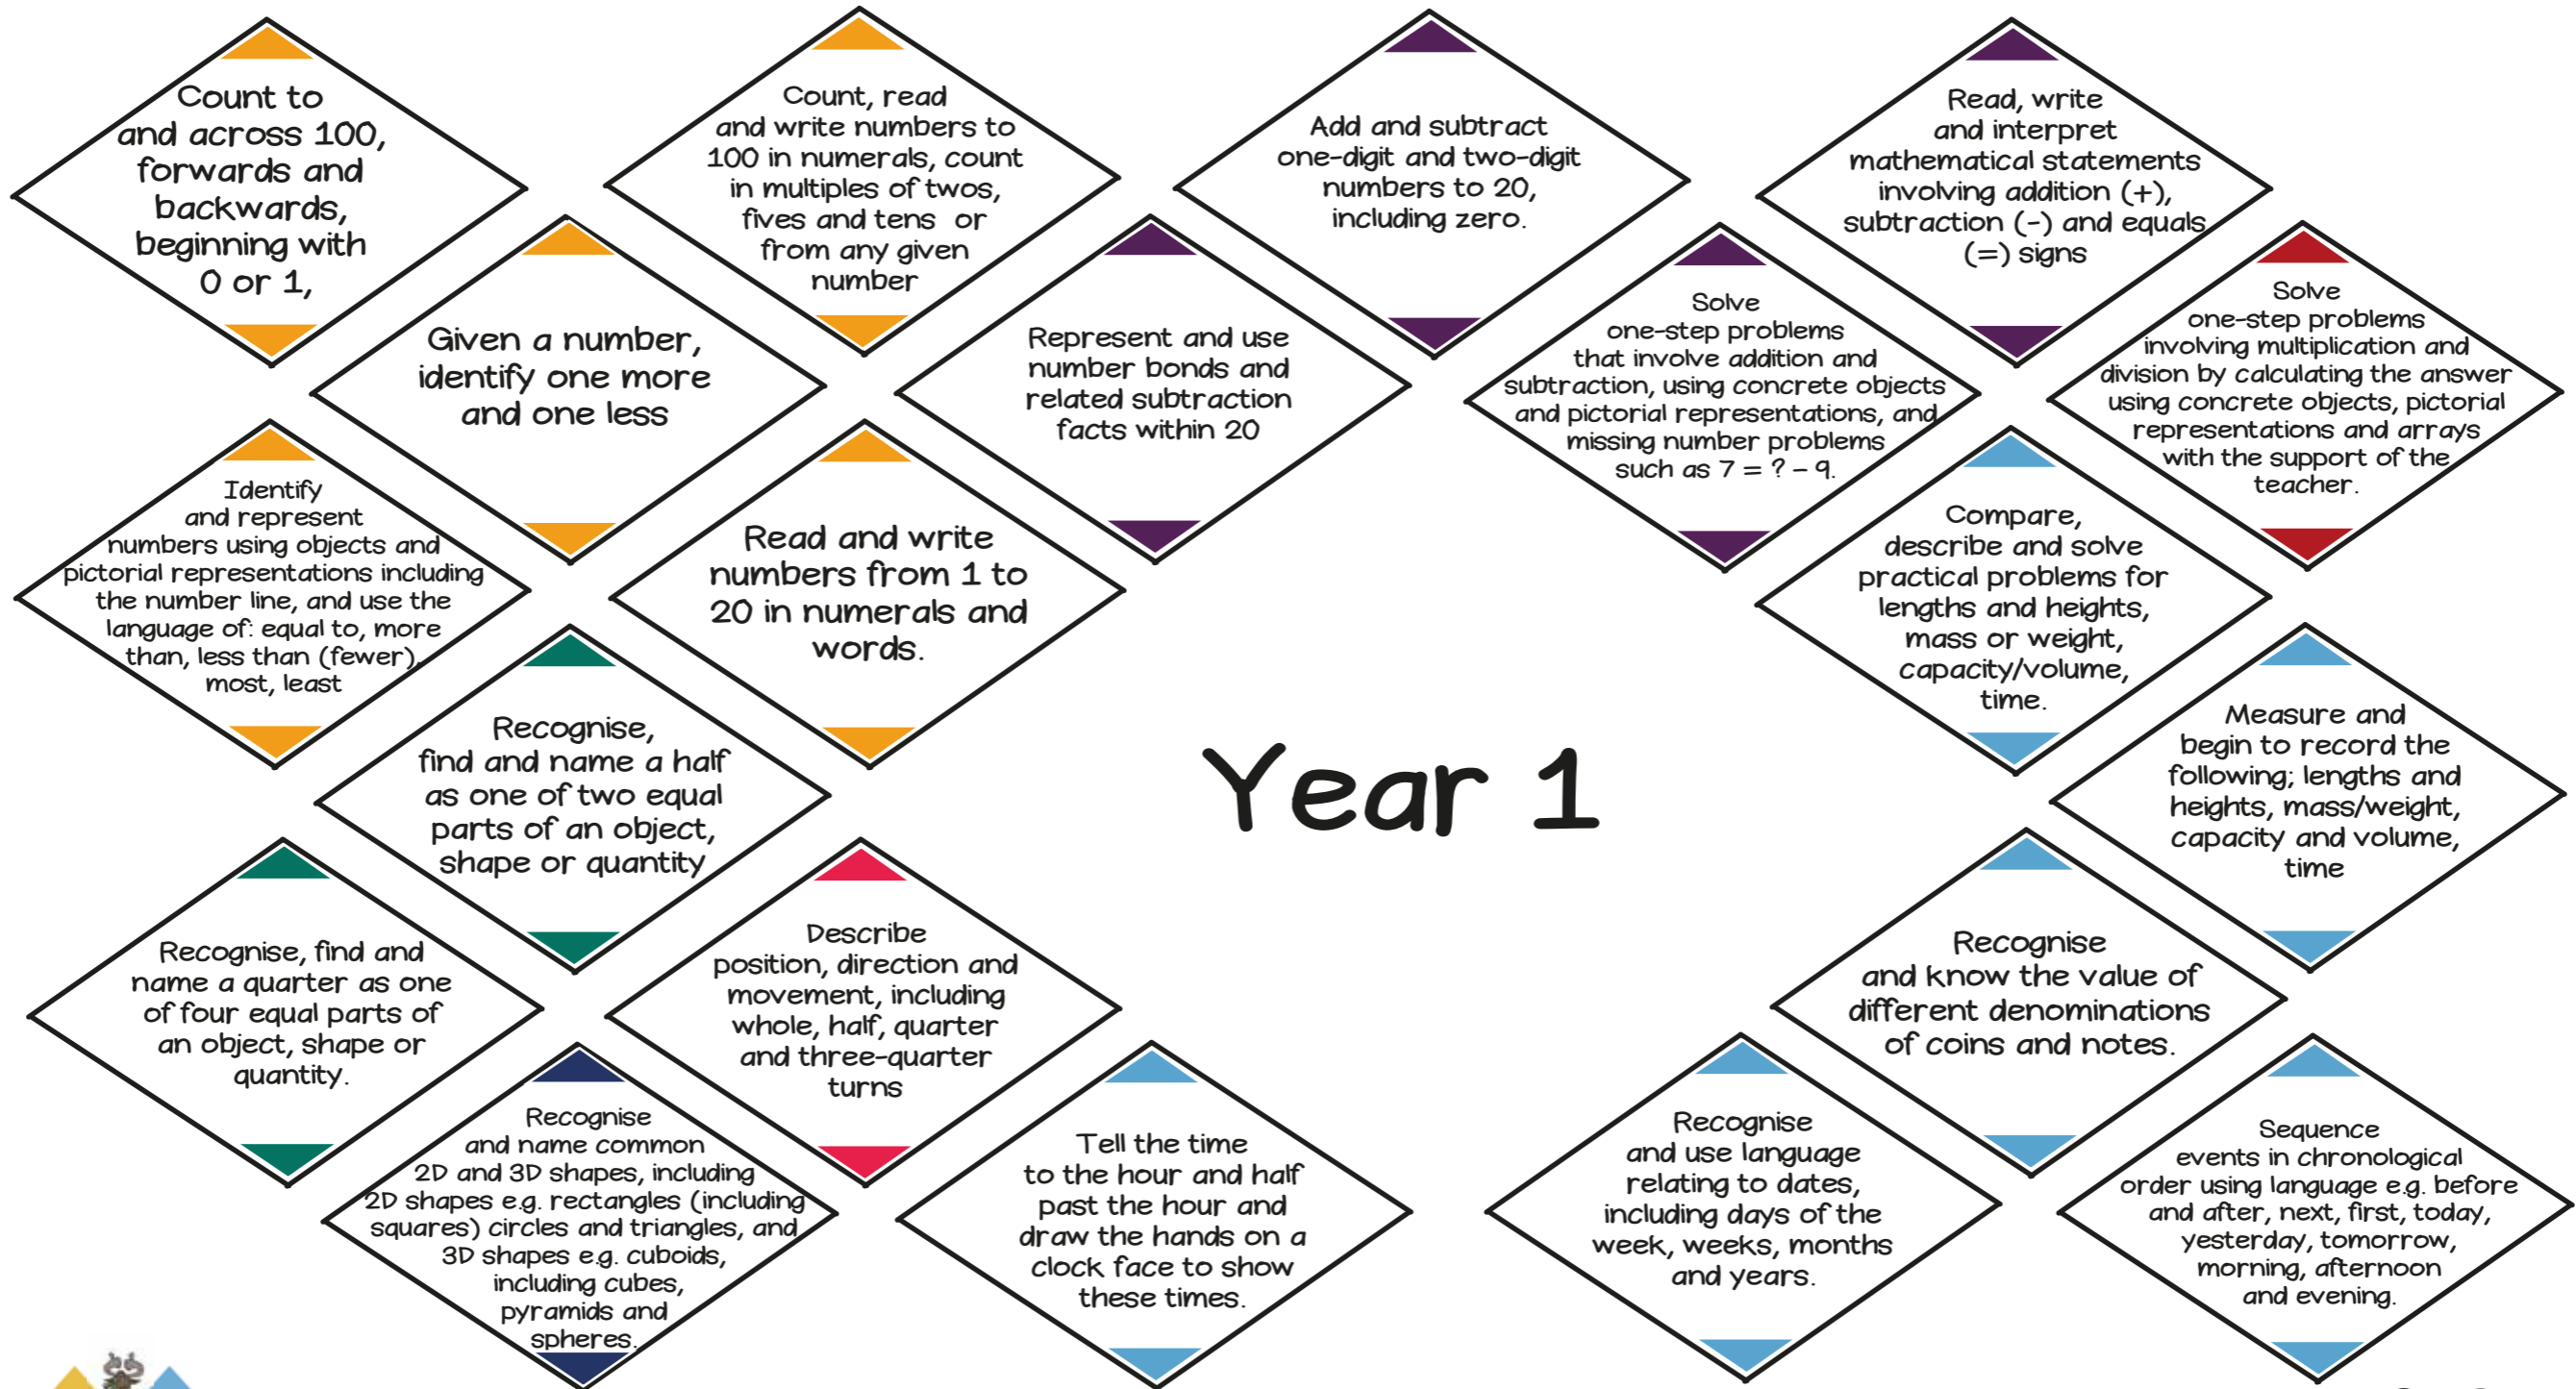 Count to
and across 100,
forwards and
backwards,
beginning with
0 or 1,
Count, read
and write numbers to
100 in numerals, count
in multiples of twos,
fives and tens or
from any given
number
Add and subtract
one-digit and two-digit
numbers to 20,
including zero.
Read, write
and interpret
mathematical statements
involving addition (+),
subtraction (-) and equals
(=) signs
Given a number,
identify one more
and one less
Represent and use
number bonds and
related subtraction
facts within 20
Solve
one-step problems
that involve addition and
subtraction, using concrete objects
and pictorial representations, and
missing number problems
such as 7 = ? – 9.
Solve
one-step problems
involving multiplication and
division by calculating the answer
using concrete objects, pictorial
representations and arrays
with the support of the
teacher.
Identify
and represent
numbers using objects and
pictorial representations including
the number line, and use the
language of: equal to, more
than, less than (fewer),
most, least
Read and write
numbers from 1 to
20 in numerals and
words.
Compare,
describe and solve
practical problems for
lengths and heights,
mass or weight,
capacity/volume,
time.
Recognise,
find and name a half
as one of two equal
parts of an object,
shape or quantity
Year 1
Measure and
begin to record the
following; lengths and
heights, mass/weight,
capacity and volume,
time
Recognise, find and
name a quarter as one
of four equal parts of
an object, shape or
quantity.
Describe
position, direction and
movement, including
whole, half, quarter
and three-quarter
turns
Recognise
and know the value of
different denominations
of coins and notes.
Recognise
and name common
2D and 3D shapes, including
2D shapes e.g. rectangles (including
squares) circles and triangles, and
3D shapes e.g. cuboids,
including cubes,
pyramids and
spheres.
Tell the time
to the hour and half
past the hour and
draw the hands on a
clock face to show
these times.
Recognise
and use language
relating to dates,
including days of the
week, weeks, months
and years.
Sequence
events in chronological
order using language e.g. before
and after, next, first, today,
yesterday, tomorrow,
morning, afternoon
and evening.